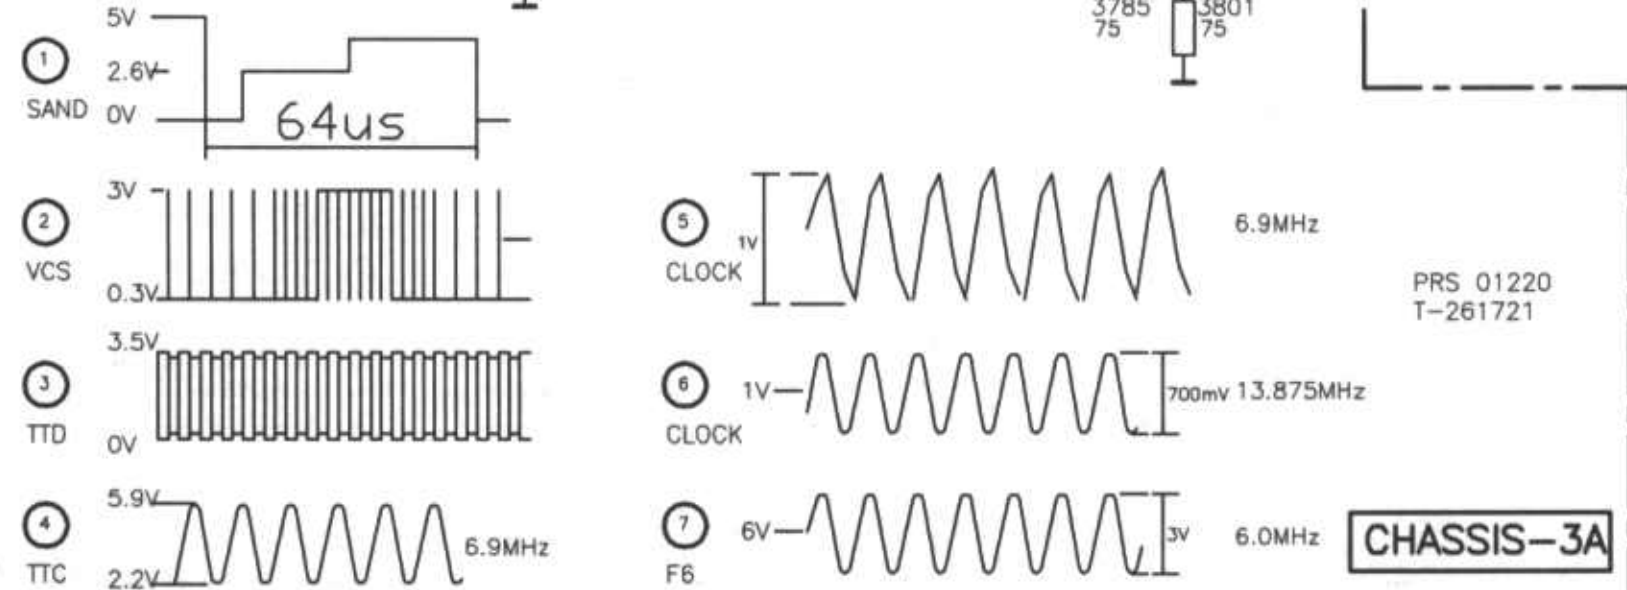 5V
2.6V
0V
1
SAND
64us
3785 3801
75 75
3V
0.3V
2
VCS
3.5V
0V
3
TTD
5.9V
2.2V
4
TTC
6.9MHz
5
CLOCK
1V
6.9MHz
6
CLOCK
1V
700mV 13.875MHz
7
F6
6V
3V
6.0MHz
PRS 01220
T-261721
CHASSIS-3A